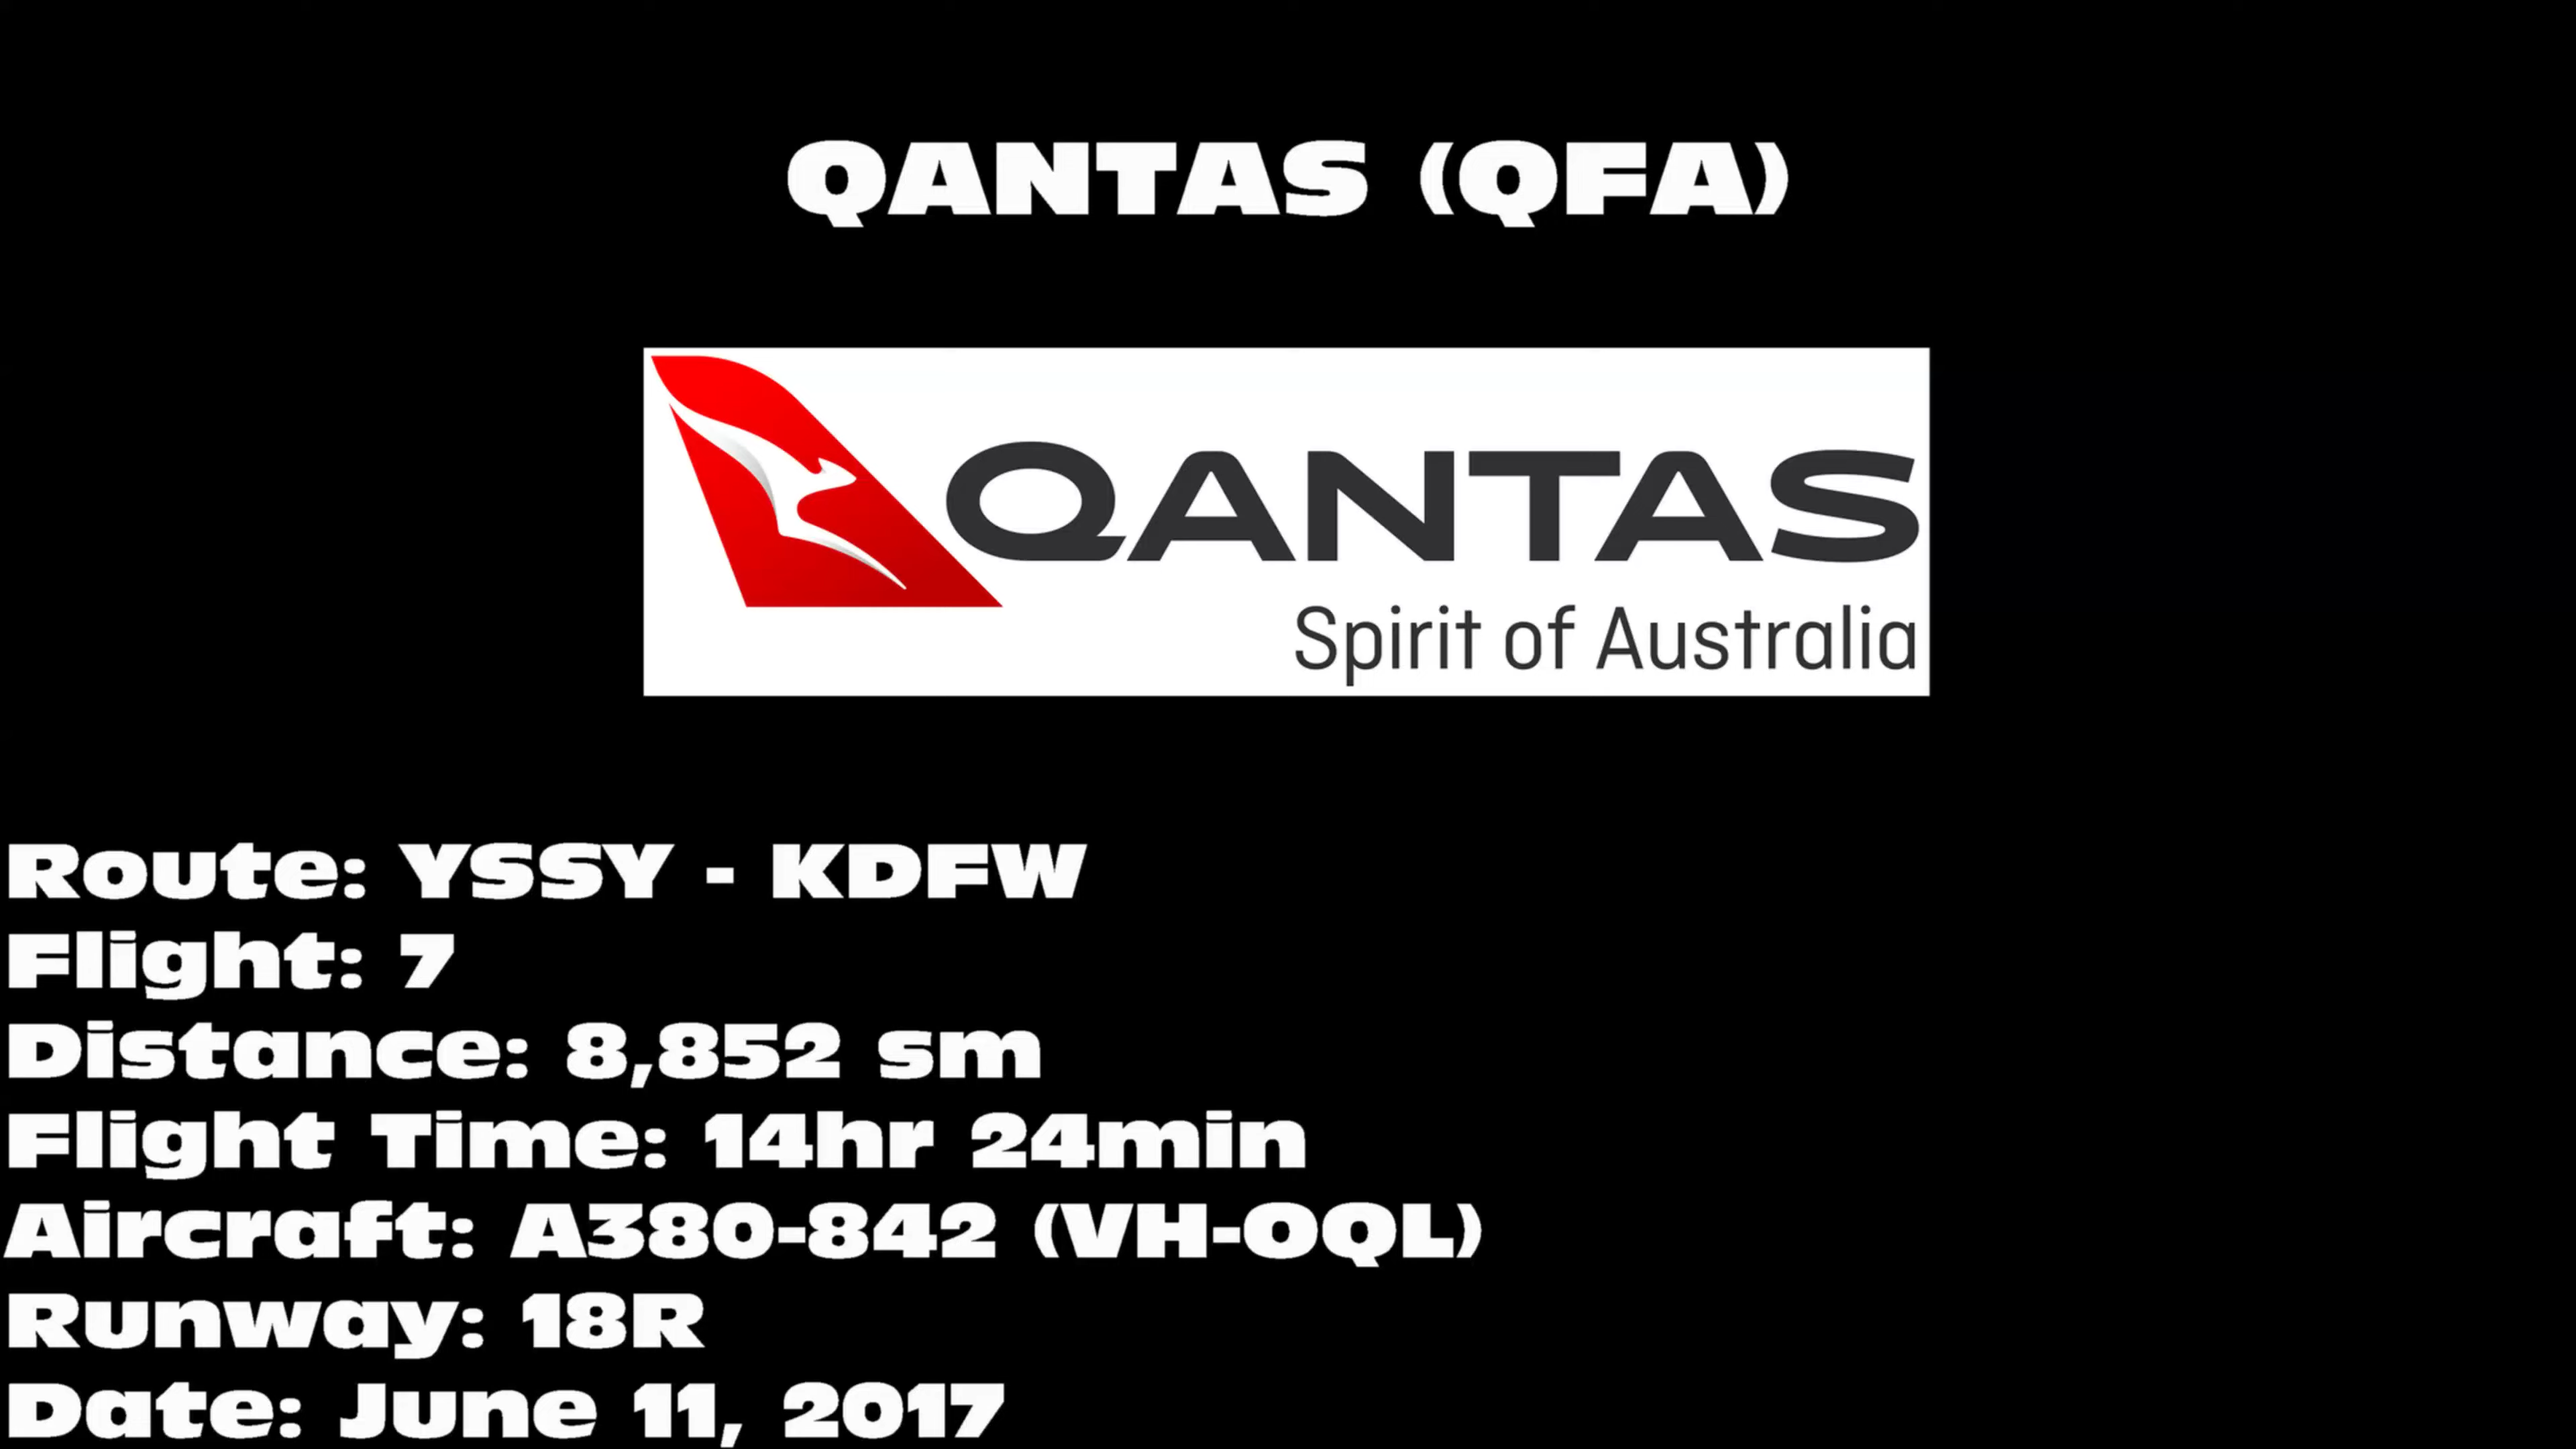 QANTAS (QFA)
QANTAS
Spirit of Australia
Route: YSSY - KDFW
Flight: 7
Distance: 8,852 sm
Flight Time: 14hr 24min
Aircraft: A380-842 (VH-OQL)
Runway: 18R
Date: June 11, 2017